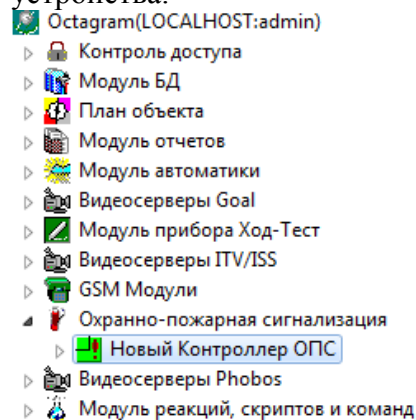 устройства.
Octagram(LOCALHOST:admin)
Контроль доступа
Модуль БД
План объекта
Модуль отчетов
Модуль автоматики
Видеосерверы Goal
Модуль прибора Ход-Тест
Видеосерверы ITV/ISS
GSM Модули
Охранно-пожарная сигнализация
Новый Контроллер ОПС
Видеосерверы Phobos
Модуль реакций, скриптов и команд